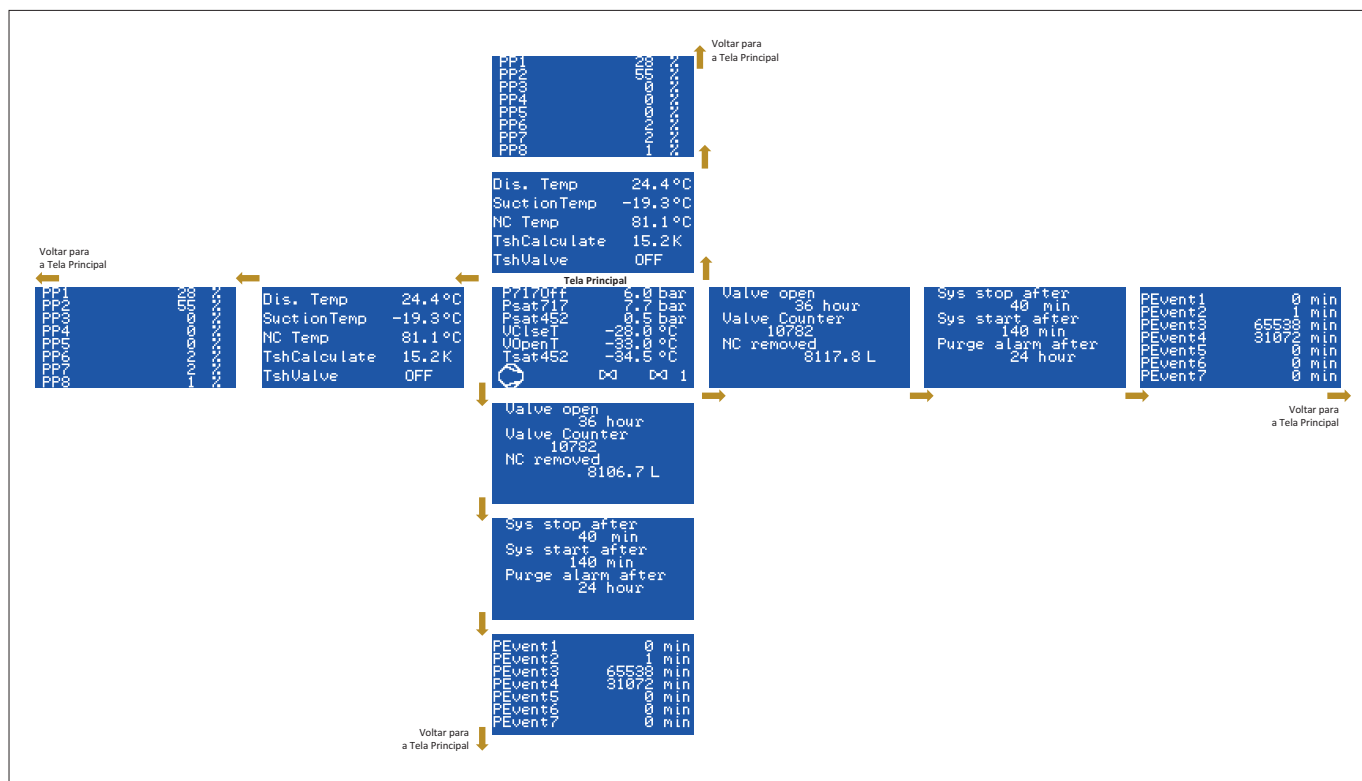 Voltar para
a Tela Principal
PP1 28 %
PP2 55 %
PP3 0 %
PP4 0 %
PP5 0 %
PP6 2 %
PP7 2 %
PP8 1 %
Dis. Temp 24.4°C
SuctionTemp -19.3°C
NC Temp 81.1°C
TshCalculate 15.2K
TshValve OFF
Voltar para
a Tela Principal
PP1 28 %
PP2 55 %
PP3 0 %
PP4 0 %
PP5 0 %
PP6 2 %
PP7 2 %
PP8 1 %
Dis. Temp 24.4°C
SuctionTemp -19.3°C
NC Temp 81.1°C
TshCalculate 15.2K
TshValve OFF
Tela Principal
P717Off 6.0 bar
Psat717 7.7 bar
Psat452 0.5 bar
VClseT -28.0 °C
VOpenT -33.0 °C
Tsat452 -34.5 °C
1
Valve open
36 hour
Valve Counter
10782
NC removed
8117.8 L
Sys stop after
40 min
Sys start after
140 min
Purge alarm after
24 hour
PEvent1 0 min
PEvent2 1 min
PEvent3 65538 min
PEvent4 31072 min
PEvent5 0 min
PEvent6 0 min
PEvent7 0 min
Voltar para
a Tela Principal
Valve open
36 hour
Valve Counter
10782
NC removed
8106.7 L
Sys stop after
40 min
Sys start after
140 min
Purge alarm after
24 hour
PEvent1 0 min
PEvent2 1 min
PEvent3 65538 min
PEvent4 31072 min
PEvent5 0 min
PEvent6 0 min
PEvent7 0 min
Voltar para
a Tela Principal